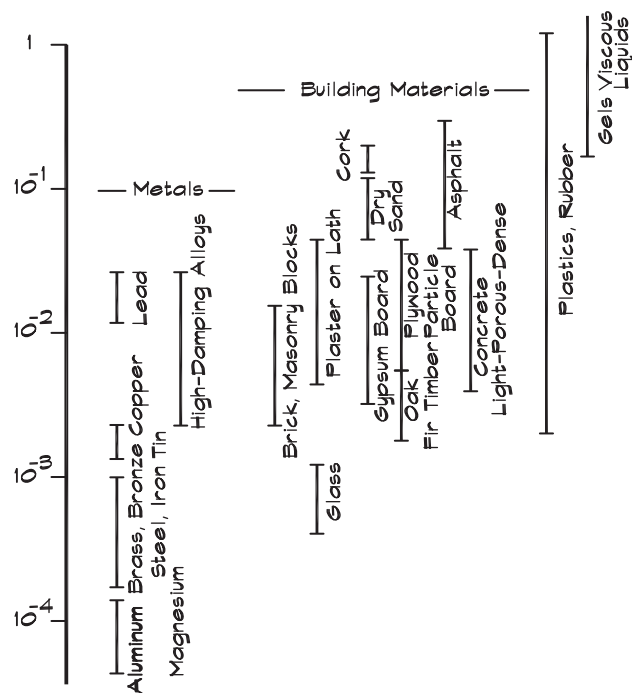 1
10-1
10-2
10-3
10-4
Metals
Aluminum
Magnesium
Brass, Bronze
Steel, Iron
Copper
Tin
Lead
High-Damping Alloys
Building Materials
Brick, Masonry Blocks
Glass
Plaster on Lath
Cork
Dry
Sand
Gypsum Board
Oak
Fir Timber
Plywood
Particle
Board
Asphalt
Concrete
Light-Porous-Dense
Plastics, Rubber
Gels Viscous
Liquids